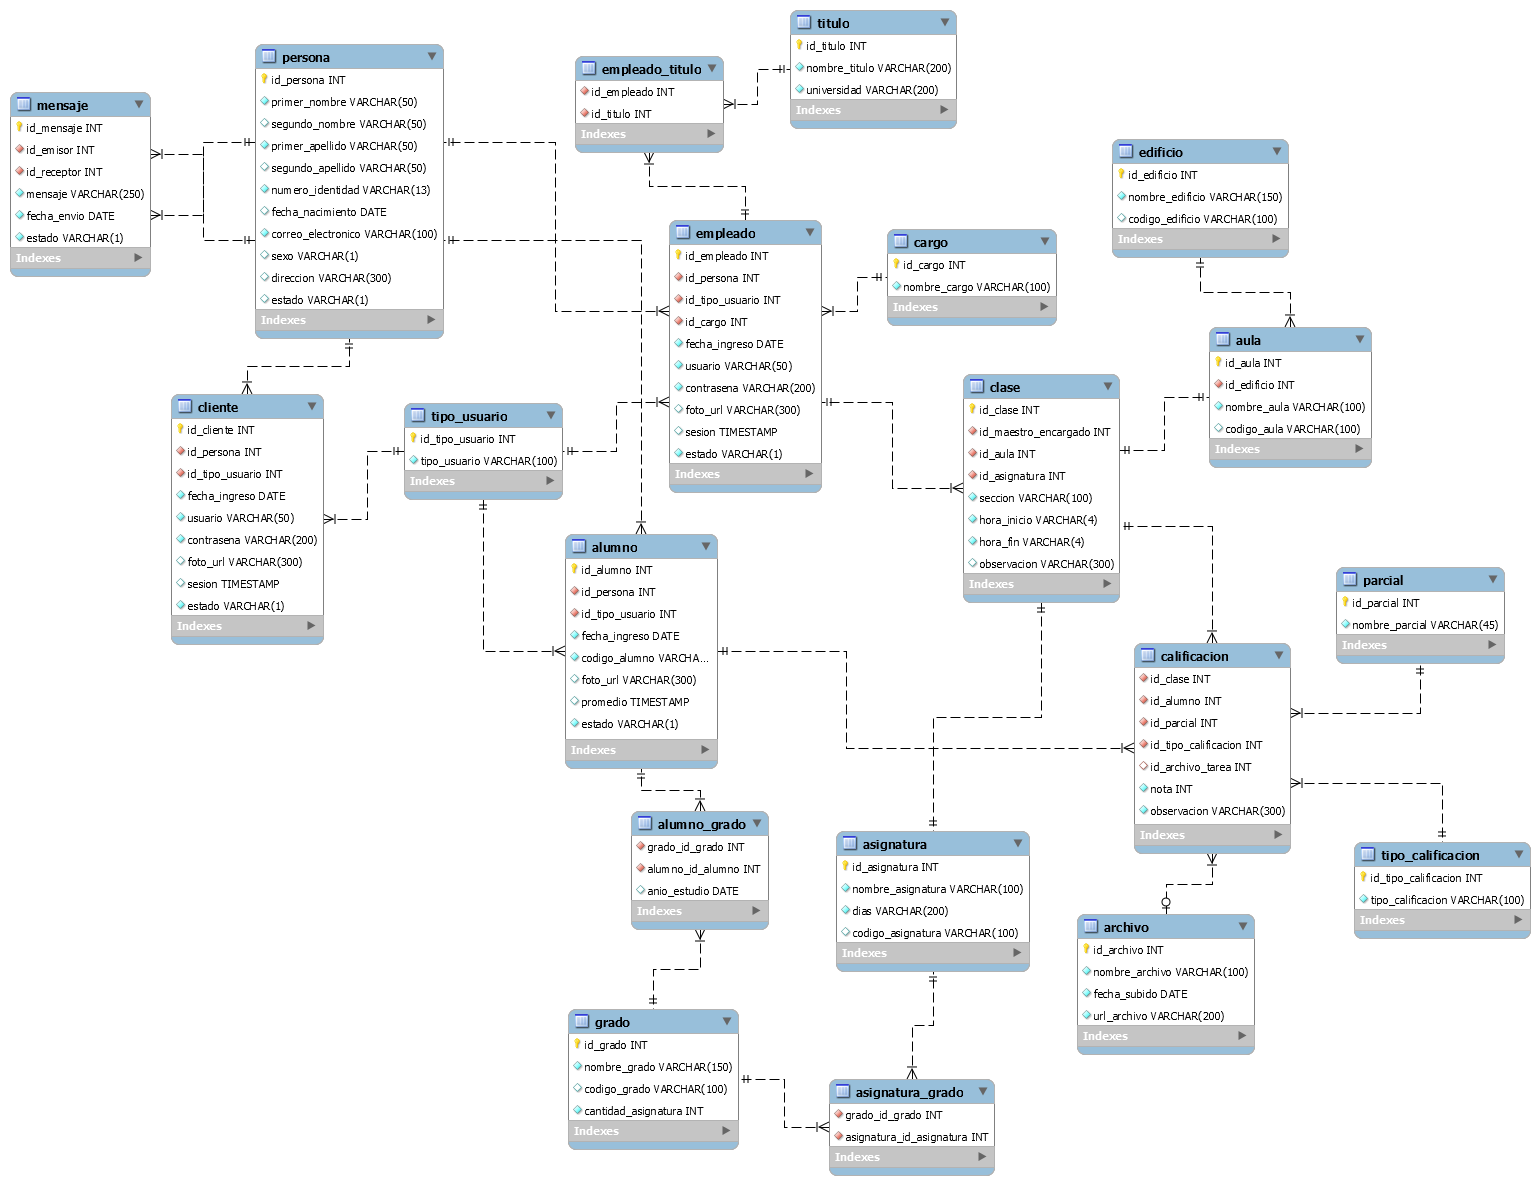 titulo
id_titulo INT
nombre_titulo VARCHAR(200)
universidad VARCHAR(200)
Indexes
persona
id_persona INT
primer_nombre VARCHAR(50)
segundo_nombre VARCHAR(50)
primer_apellido VARCHAR(50)
segundo_apellido VARCHAR(50)
numero_identidad VARCHAR(13)
fecha_nacimiento DATE
correo_electronico VARCHAR(100)
sexo VARCHAR(1)
direccion VARCHAR(300)
estado VARCHAR(1)
Indexes
empleado_titulo
id_empleado INT
id_titulo INT
Indexes
mensaje
id_mensaje INT
id_emisor INT
id_receptor INT
mensaje VARCHAR(250)
fecha_envio DATE
estado VARCHAR(1)
Indexes
edificio
id_edificio INT
nombre_edificio VARCHAR(150)
codigo_edificio VARCHAR(100)
Indexes
empleado
id_empleado INT
id_persona INT
id_tipo_usuario INT
id_cargo INT
fecha_ingreso DATE
usuario VARCHAR(50)
contrasena VARCHAR(200)
foto_url VARCHAR(300)
sesion TIMESTAMP
estado VARCHAR(1)
Indexes
cargo
id_cargo INT
nombre_cargo VARCHAR(100)
Indexes
aula
id_aula INT
id_edificio INT
nombre_aula VARCHAR(100)
codigo_aula VARCHAR(100)
Indexes
clase
id_clase INT
id_maestro_encargado INT
id_aula INT
id_asignatura INT
seccion VARCHAR(100)
hora_inicio VARCHAR(4)
hora_fin VARCHAR(4)
observacion VARCHAR(300)
Indexes
cliente
id_cliente INT
id_persona INT
id_tipo_usuario INT
fecha_ingreso DATE
usuario VARCHAR(50)
contrasena VARCHAR(200)
foto_url VARCHAR(300)
sesion TIMESTAMP
estado VARCHAR(1)
Indexes
tipo_usuario
id_tipo_usuario INT
tipo_usuario VARCHAR(100)
Indexes
alumno
id_alumno INT
id_persona INT
id_tipo_usuario INT
fecha_ingreso DATE
codigo_alumno VARCHA...
foto_url VARCHAR(300)
promedio TIMESTAMP
estado VARCHAR(1)
Indexes
parcial
id_parcial INT
nombre_parcial VARCHAR(45)
Indexes
calificacion
id_clase INT
id_alumno INT
id_parcial INT
id_tipo_calificacion INT
id_archivo_tarea INT
nota INT
observacion VARCHAR(300)
Indexes
alumno_grado
grado_id_grado INT
alumno_id_alumno INT
anio_estudio DATE
Indexes
asignatura
id_asignatura INT
nombre_asignatura VARCHAR(100)
dias VARCHAR(200)
codigo_asignatura VARCHAR(100)
Indexes
tipo_calificacion
id_tipo_calificacion INT
tipo_calificacion VARCHAR(100)
Indexes
archivo
id_archivo INT
nombre_archivo VARCHAR(100)
fecha_subido DATE
url_archivo VARCHAR(200)
Indexes
grado
id_grado INT
nombre_grado VARCHAR(150)
codigo_grado VARCHAR(100)
cantidad_asignatura INT
Indexes
asignatura_grado
grado_id_grado INT
asignatura_id_asignatura INT
Indexes